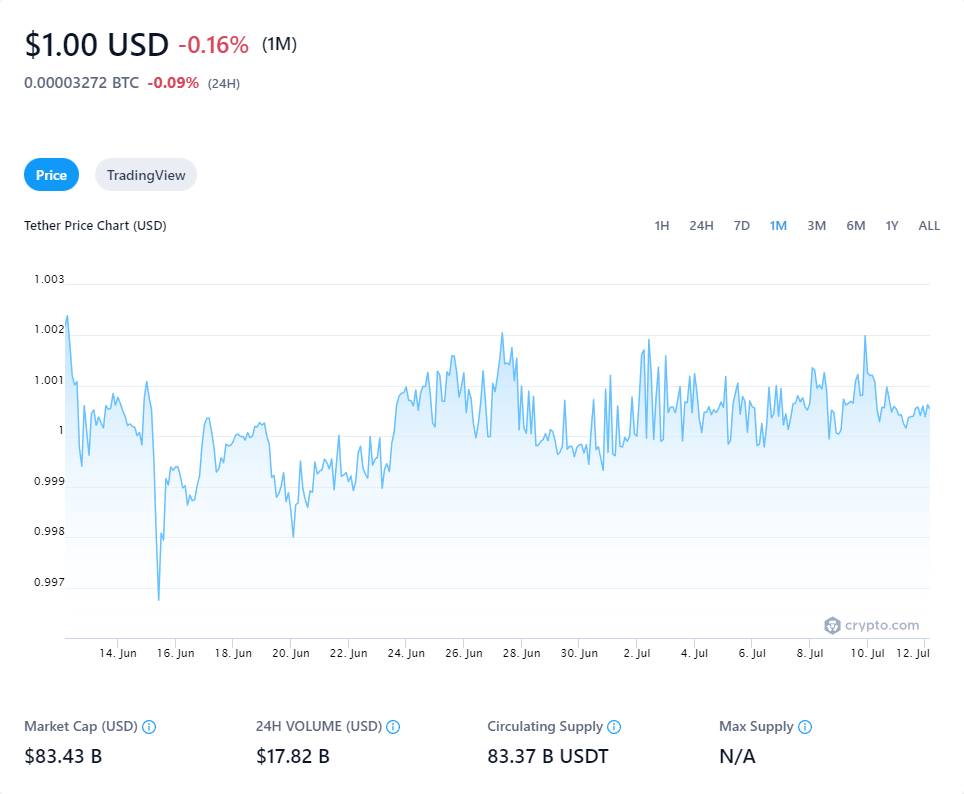 $1.00 USD -0.16% (1M)
0.00003272 BTC -0.09% (24H)
Price TradingView
Tether Price Chart (USD) 1H 24H 7D 1M 3M 6M 1Y ALL
1.003
1.002
1.001
1
0.999
0.998
0.997
crypto.com
14. Jun 16. Jun 18. Jun 20. Jun 22. Jun 24. Jun 26. Jun 28. Jun 30. Jun 2. Jul 4. Jul 6. Jul 8. Jul 10. Jul 12. Jul
Market Cap (USD) 24H VOLUME (USD) Circulating Supply Max Supply
$83.43 B $17.82 B 83.37 B USDT N/A